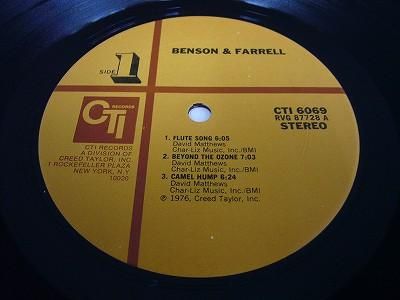 BENSON & FARRELL
SIDE 1
CTI
RECORDS
CTI RECORDS
A DIVISION OF
CREED TAYLOR, INC.
1 ROCKEFELLER PLAZA
NEW YORK, N.Y.
10020
CTI 6069
RVG 87728 A
STEREO
1. FLUTE SONG 6:05
David Matthews
Char-Liz Music, Inc./BMI
2. BEYOND THE OZONE 7:03
David Matthews
Char-Liz Music, Inc./BMI
3. CAMEL HUMP 6:24
David Matthews
Char-Liz Music, Inc./BMI
℗ 1976, Creed Taylor, Inc.